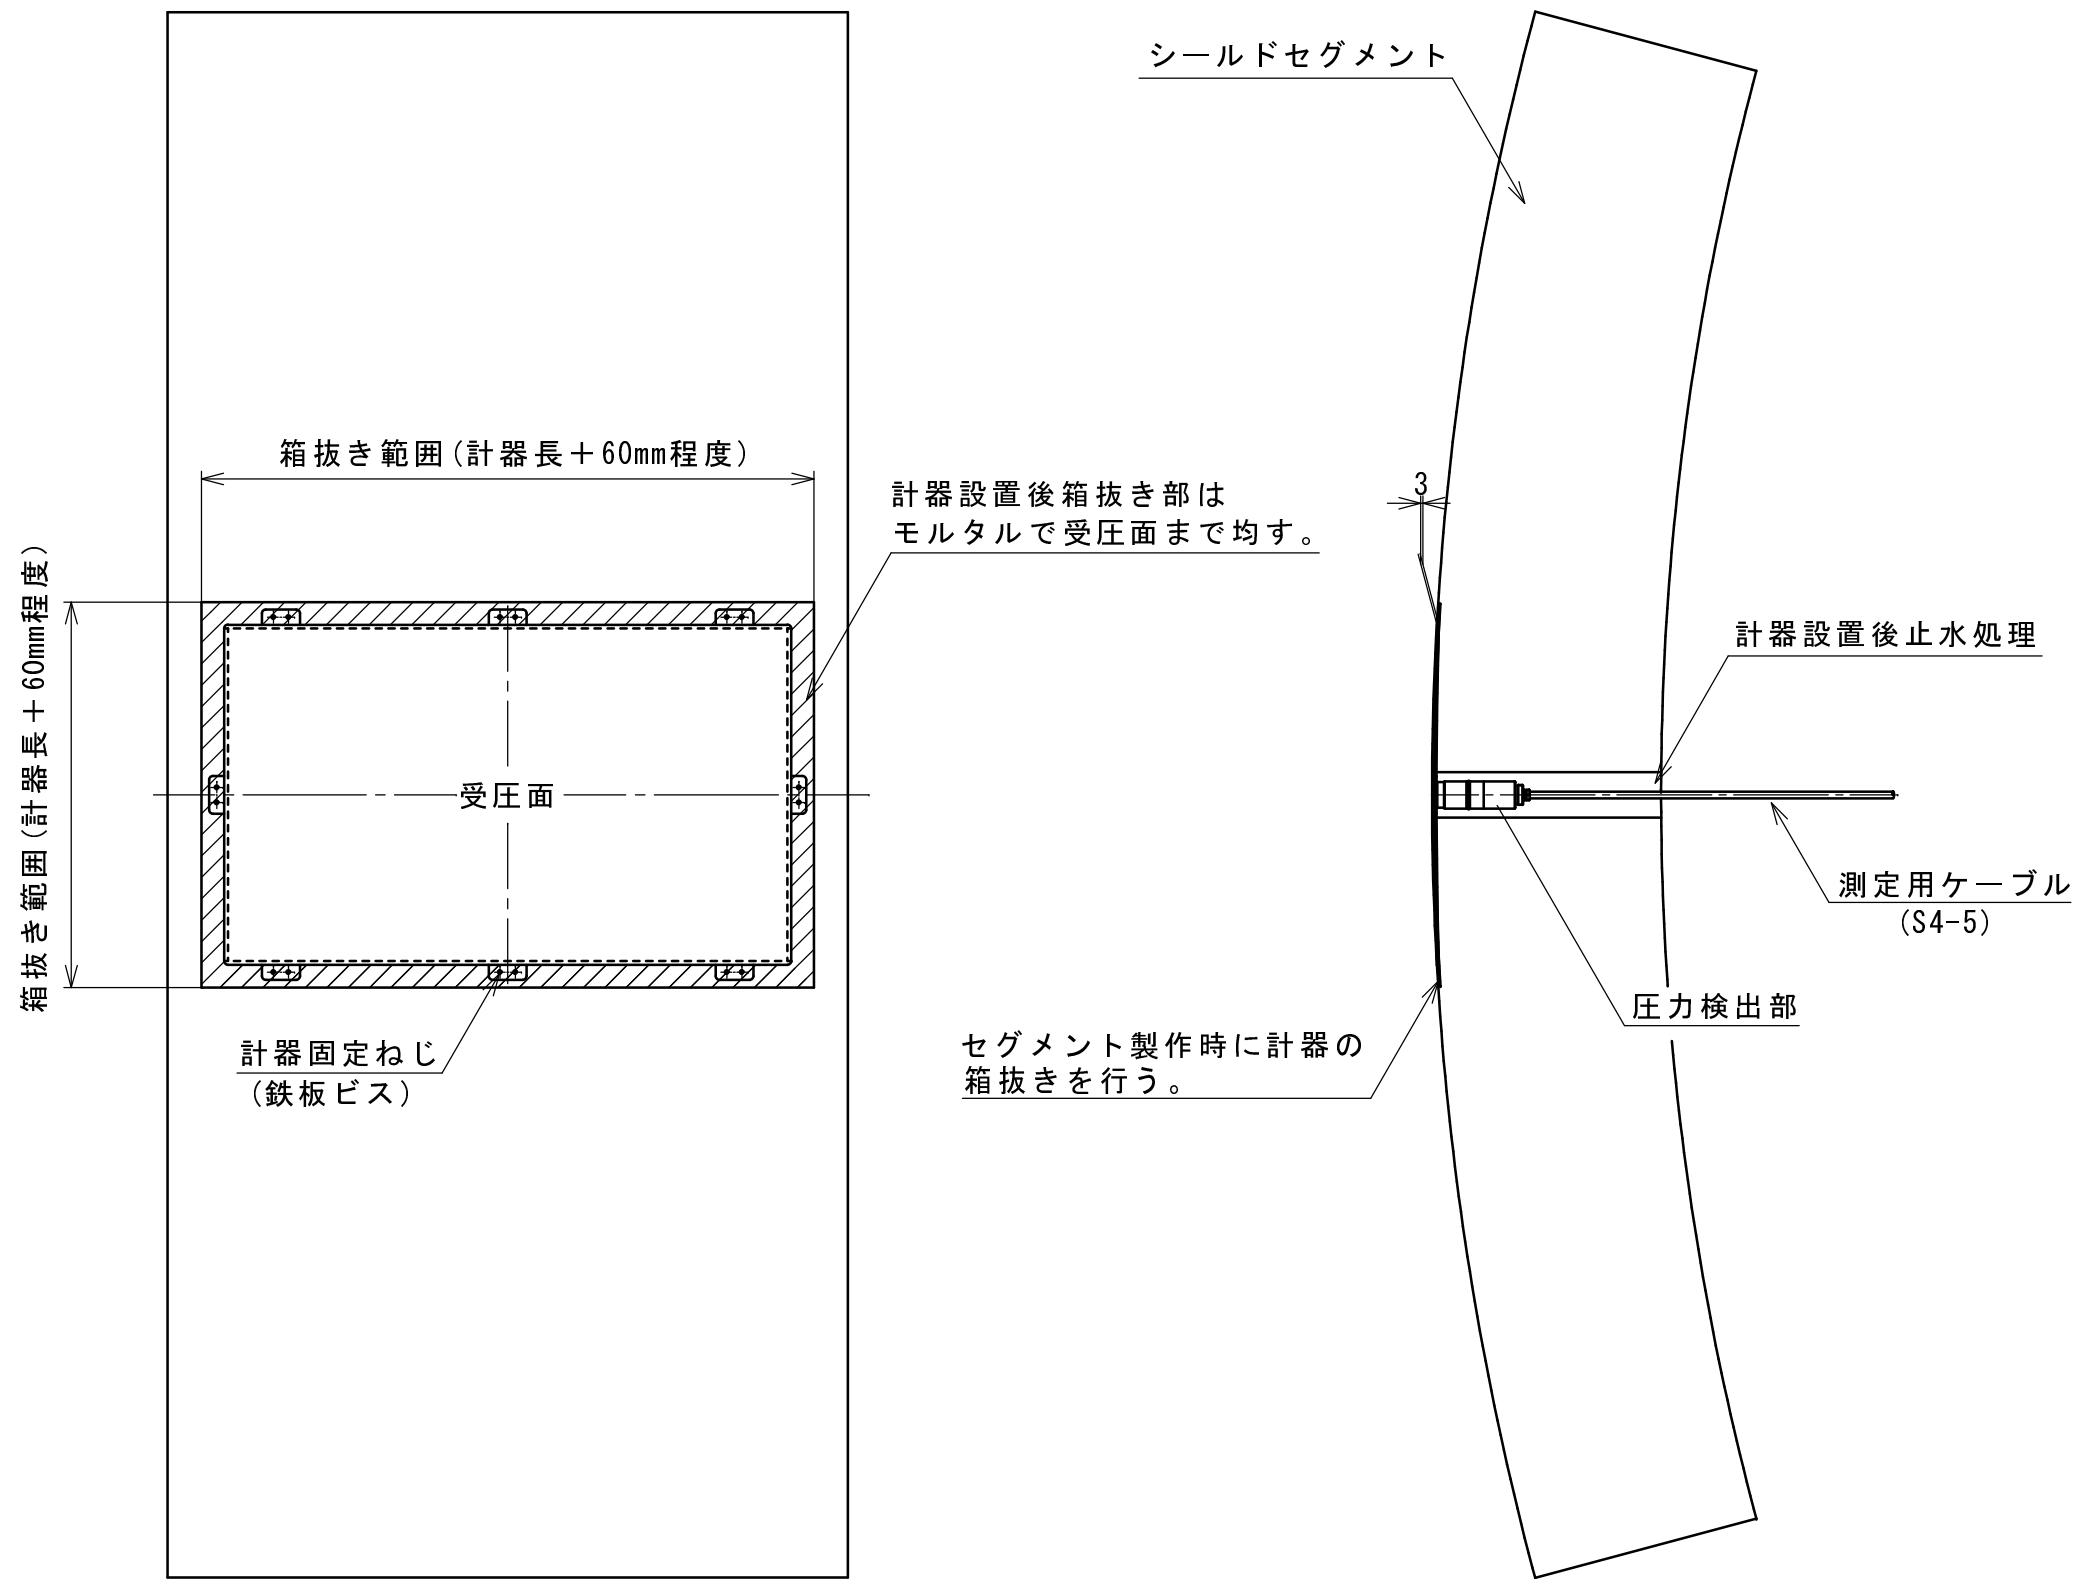 シールドセグメント
箱抜き範囲(計器長＋60mm程度)
3
計器設置後箱抜き部は
モルタルで受圧面まで均す。
箱抜き範囲(計器長＋60mm程度)
計器設置後止水処理
受圧面
測定用ケーブル
(S4-5)
圧力検出部
セグメント製作時に計器の
箱抜きを行う。
計器固定ねじ
(鉄板ビス)